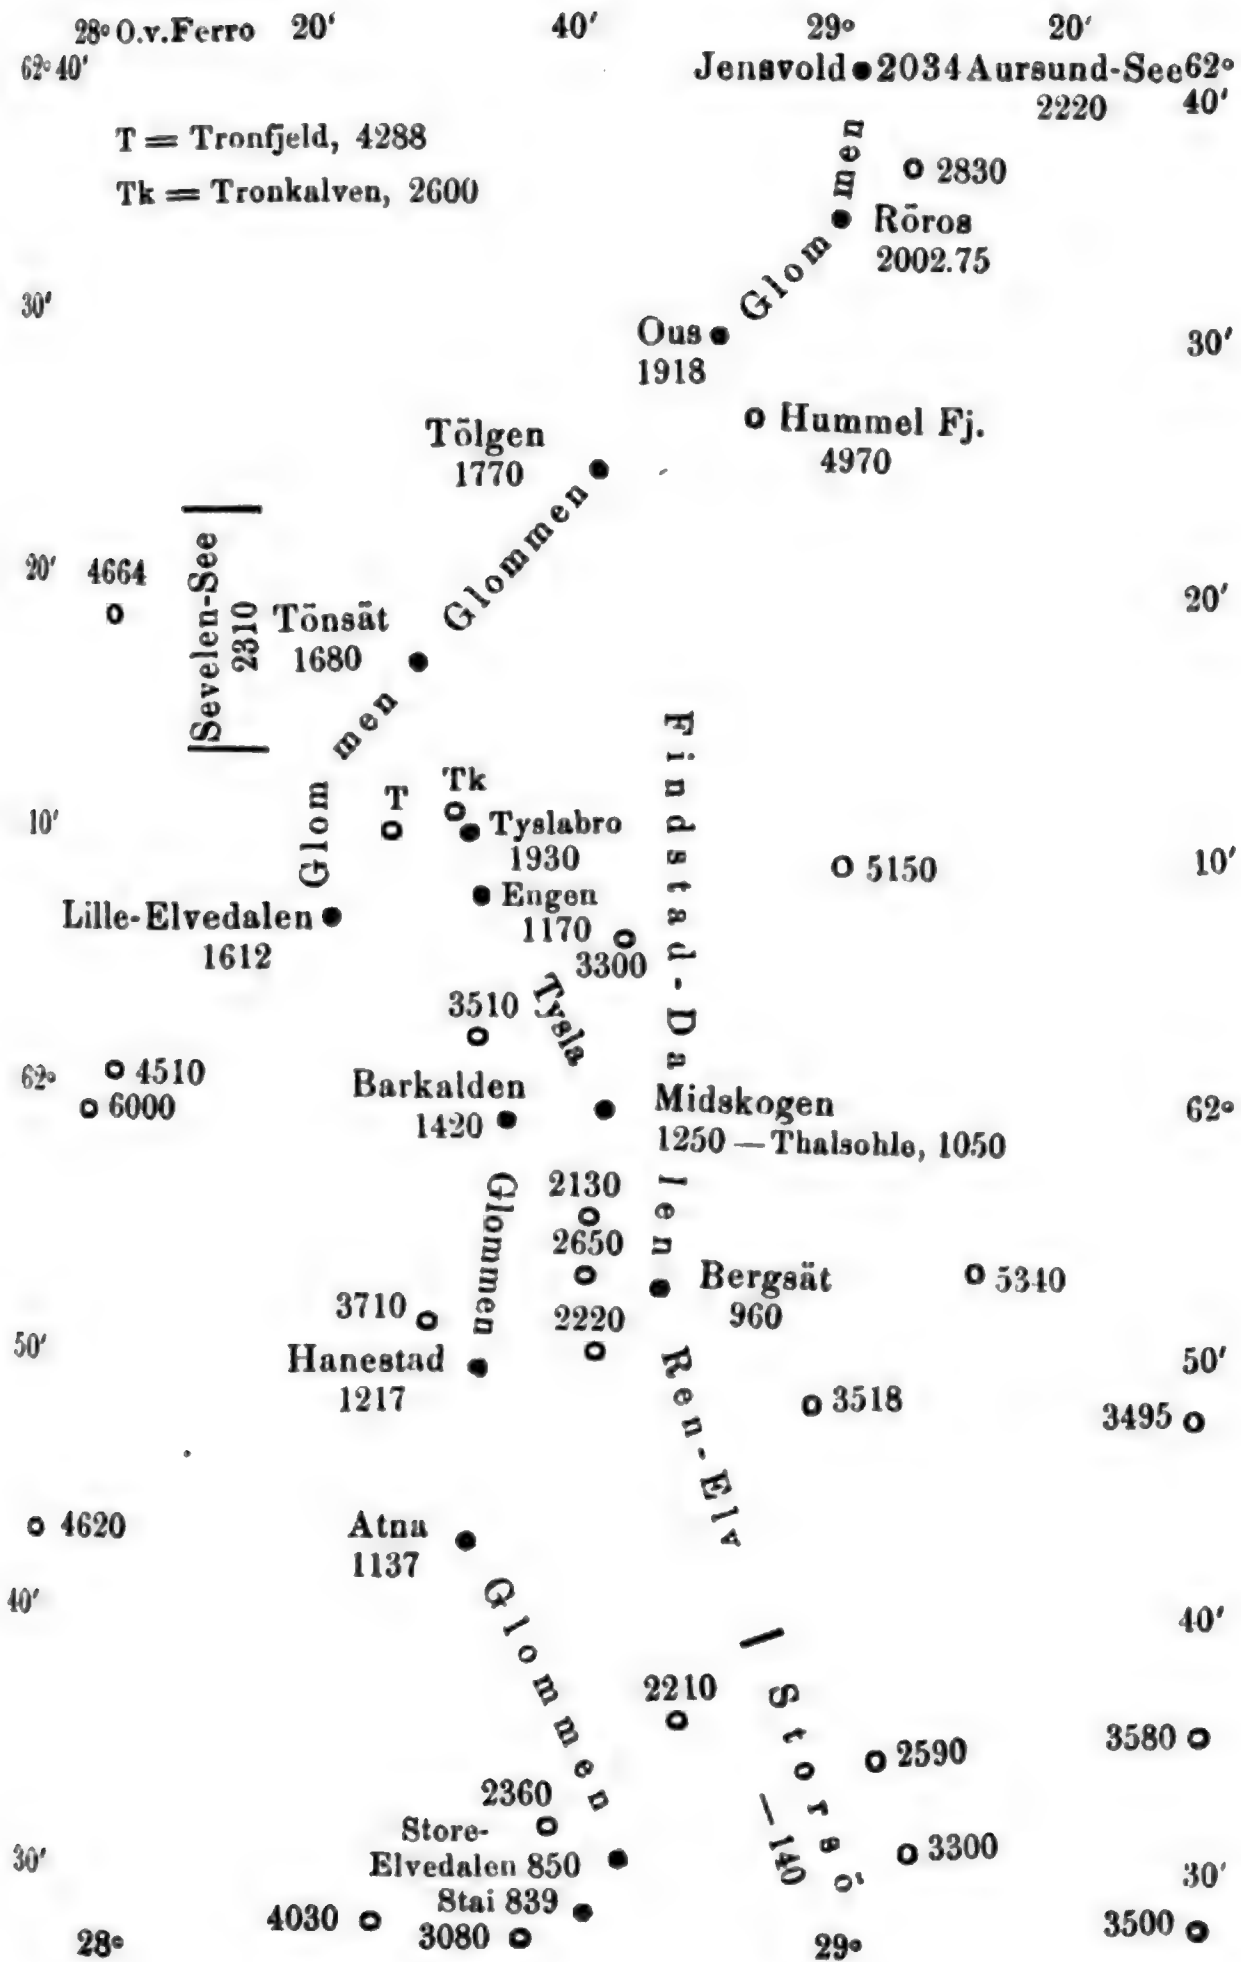 28° O.v.Ferro 20′ 40′ 29° 20′
62° 40′
Jensvold 2034 Aursund-See 62°
2220 40′
T = Tronfjeld, 4288
Tk = Tronkalven, 2600
men
2830
Röros
2002.75
Glom
30′
Ous
1918
30′
Hummel Fj.
4970
Tölgen
1770
Glommen
20′ 4664
Sevelen-See
2310
Tönsät
1680
20′
men
Glom
Findstad-Dalen
10′
T
Tk
Tyslabro
1930
5150 10′
Engen
1170
Lille-Elvedalen
1612
3300
Tysla
3510
62° 4510
6000
Barkalden
1420
Midskogen
1250 — Thalsohle, 1050
62°
Glommen
2130
2650
Bergsät
960
5340
3710
2220
50′
Hanestad
1217
Ren-Elv
50′
3518
3495
4620
Atna
1137
40′
Glommen
40′
2210
Storsö
—140
2590
3580
2360
Store-
Elvedalen 850
30′
3300
30′
Stai 839
4030
3080
3500
28° 29°